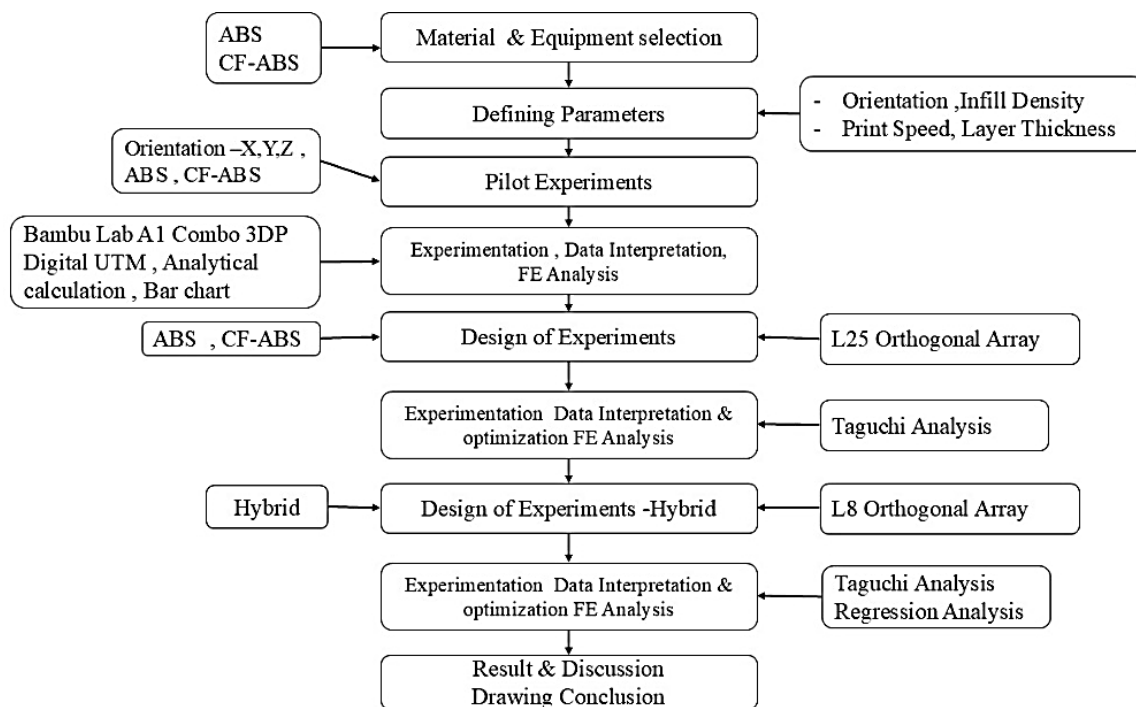 ABS
CF-ABS
Material & Equipment selection
Defining Parameters
- Orientation ,Infill Density
- Print Speed, Layer Thickness
Orientation –X,Y,Z ,
ABS , CF-ABS
Pilot Experiments
Bambu Lab A1 Combo 3DP
Digital UTM , Analytical
calculation , Bar chart
Experimentation , Data Interpretation,
FE Analysis
ABS , CF-ABS
Design of Experiments
L25 Orthogonal Array
Experimentation Data Interpretation &
optimization FE Analysis
Taguchi Analysis
Hybrid
Design of Experiments -Hybrid
L8 Orthogonal Array
Experimentation Data Interpretation &
optimization FE Analysis
Taguchi Analysis
Regression Analysis
Result & Discussion
Drawing Conclusion